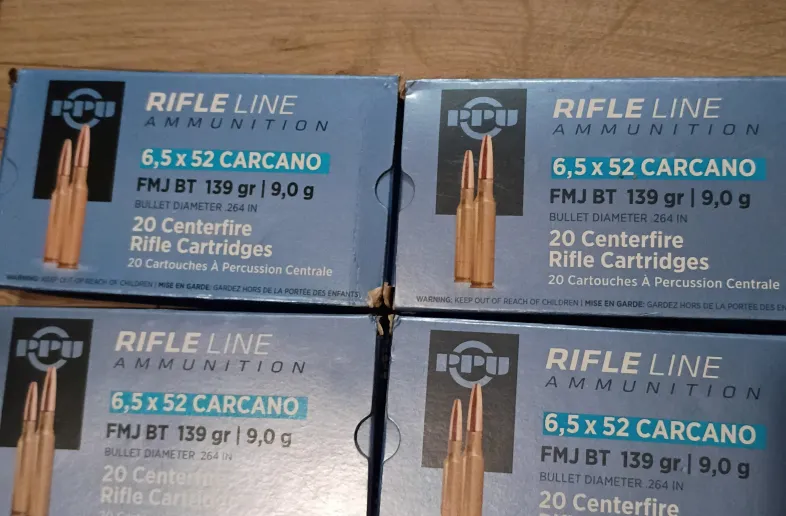 PPU
RIFLE LINE
AMMUNITION
6,5 x 52 CARCANO
FMJ BT 139 gr | 9,0 g
BULLET DIAMETER .264 IN
20 Centerfire
Rifle Cartridges
20 Cartouches À Percussion Centrale
WARNING: KEEP OUT OF REACH OF CHILDREN | MISE EN GARDE: GARDEZ HORS DE LA PORTÉE DES ENFANTS
PPU
RIFLE LINE
AMMUNITION
6,5 x 52 CARCANO
FMJ BT 139 gr | 9,0 g
BULLET DIAMETER .264 IN
20 Centerfire
Rifle Cartridges
20 Cartouches À Percussion Centrale
WARNING: KEEP OUT OF REACH OF CHILDREN | MISE EN GARDE: GARDEZ HORS DE LA PORTÉE DES EN
PPU
RIFLE LINE
AMMUNITION
6,5 x 52 CARCANO
FMJ BT 139 gr | 9,0 g
BULLET DIAMETER .264 IN
20 Centerfire
Rifle Cartridges
PPU
RIFLE LINE
AMMUNITION
6,5 x 52 CARCANO
FMJ BT 139 gr | 9,0 g
BULLET DIAMETER .264 IN
20 Centerfire